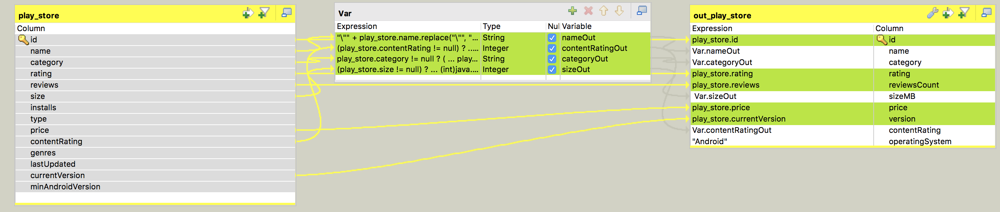 play_store
Column
id
name
category
rating
reviews
size
installs
type
price
contentRating
genres
lastUpdated
currentVersion
minAndroidVersion
Var
Expression Type Nul Variable
"\"" + play_store.name.replace("\"", "... String nameOut
(play_store.contentRating != null) ? ..... Integer contentRatingOut
play_store.category != null ? ( ... play... String categoryOut
(play_store.size != null) ? ... (int)java.... Integer sizeOut
out_play_store
Expression Column
play_store.id id
Var.nameOut name
Var.categoryOut category
play_store.rating rating
play_store.reviews reviewsCount
Var.sizeOut sizeMB
play_store.price price
play_store.currentVersion version
Var.contentRatingOut contentRating
"Android" operatingSystem